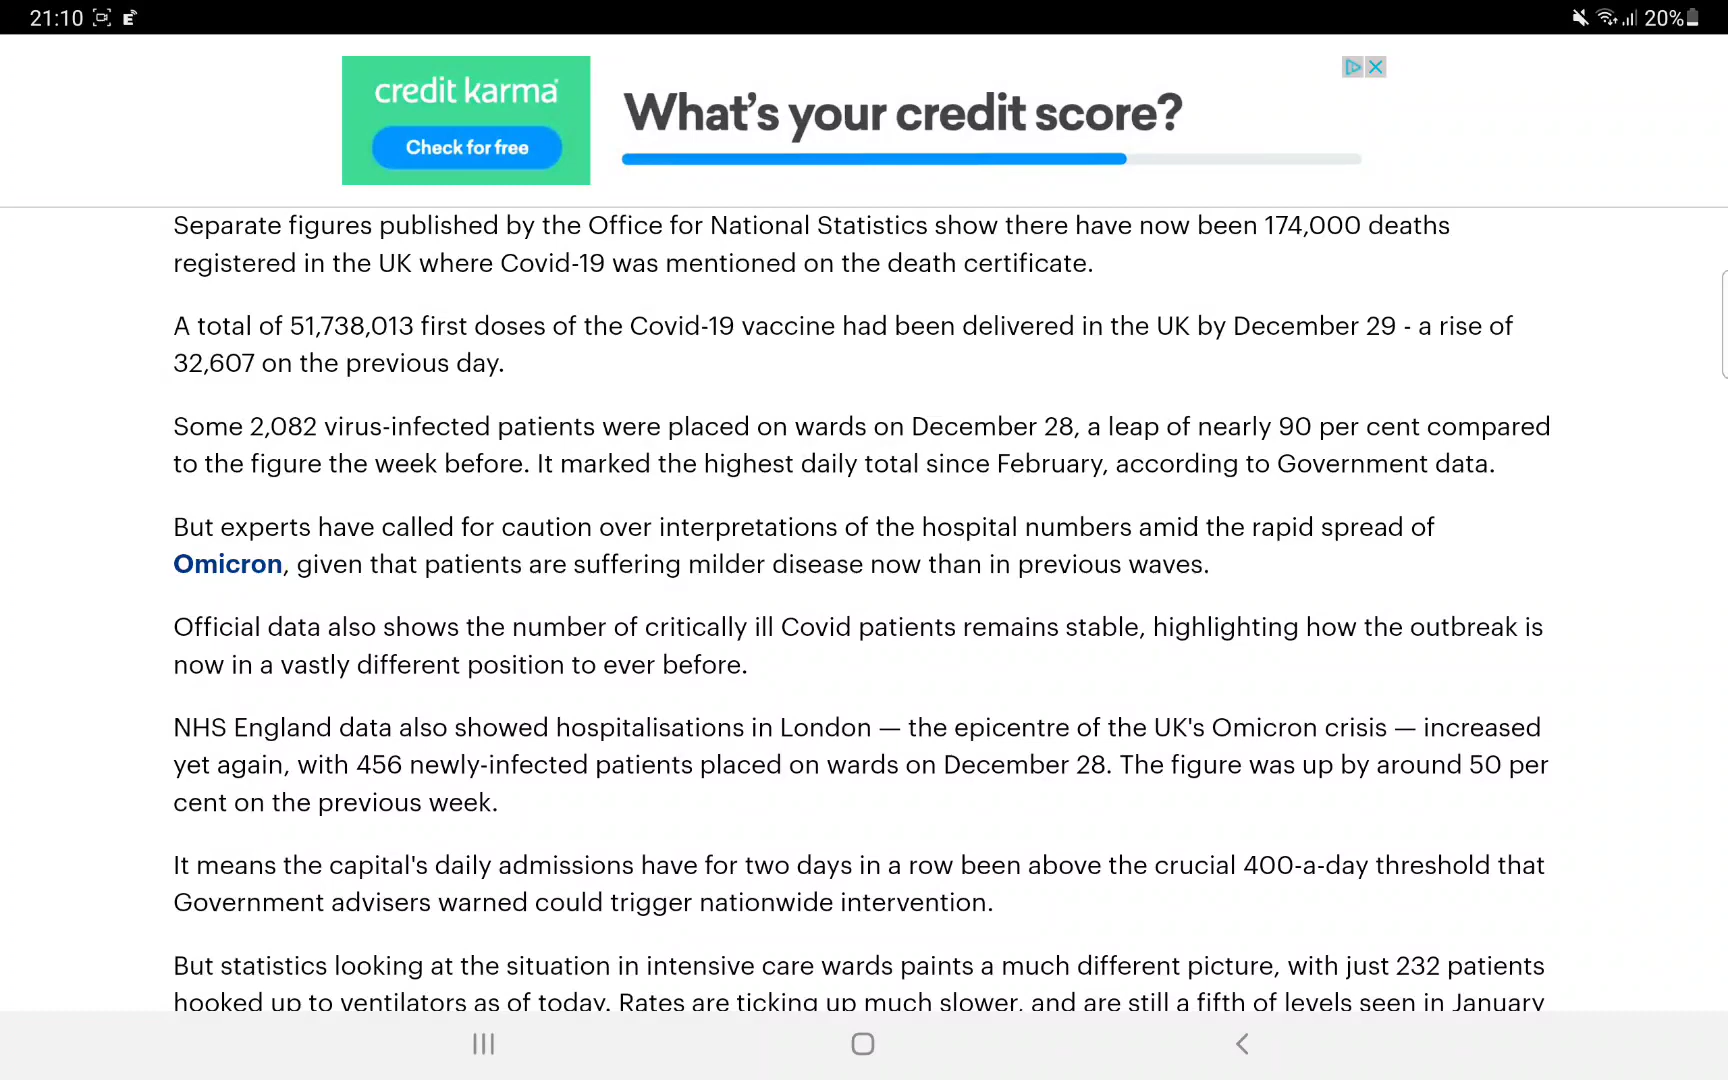 21:10
20%
credit karma
Check for free
What's your credit score?
Separate figures published by the Office for National Statistics show there have now been 174,000 deaths
registered in the UK where Covid-19 was mentioned on the death certificate.
A total of 51,738,013 first doses of the Covid-19 vaccine had been delivered in the UK by December 29 - a rise of
32,607 on the previous day.
Some 2,082 virus-infected patients were placed on wards on December 28, a leap of nearly 90 per cent compared
to the figure the week before. It marked the highest daily total since February, according to Government data.
But experts have called for caution over interpretations of the hospital numbers amid the rapid spread of
Omicron, given that patients are suffering milder disease now than in previous waves.
Official data also shows the number of critically ill Covid patients remains stable, highlighting how the outbreak is
now in a vastly different position to ever before.
NHS England data also showed hospitalisations in London — the epicentre of the UK's Omicron crisis — increased
yet again, with 456 newly-infected patients placed on wards on December 28. The figure was up by around 50 per
cent on the previous week.
It means the capital's daily admissions have for two days in a row been above the crucial 400-a-day threshold that
Government advisers warned could trigger nationwide intervention.
But statistics looking at the situation in intensive care wards paints a much different picture, with just 232 patients
hooked up to ventilators as of today. Rates are ticking up much slower, and are still a fifth of levels seen in January